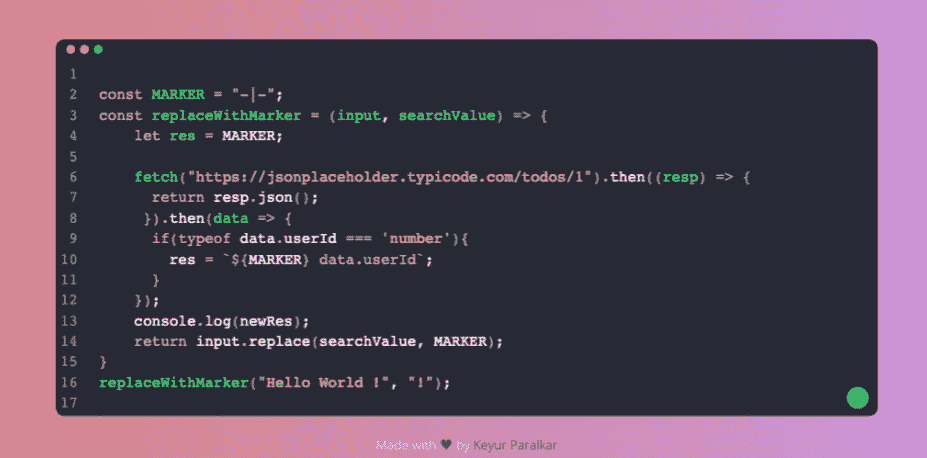 1
2 const MARKER = "-|-";
3 const replaceWithMarker = (input, searchValue) => {
4 let res = MARKER;
5
6 fetch("https://jsonplaceholder.typicode.com/todos/1").then((resp) => {
7 return resp.json();
8 }).then(data => {
9 if(typeof data.userId === 'number'){
10 res = `${MARKER} data.userId`;
11 }
12 });
13 console.log(newRes);
14 return input.replace(searchValue, MARKER);
15 }
16 replaceWithMarker("Hello World !", "!");
17
Made with ♥ by Keyur Paralkar